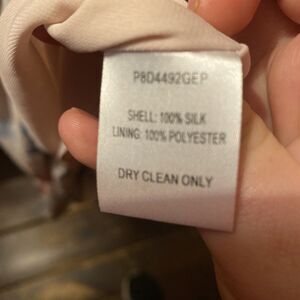 P8D4492GEP
SHELL: 100% SILK
LINING: 100% POLYESTER
DRY CLEAN ONLY